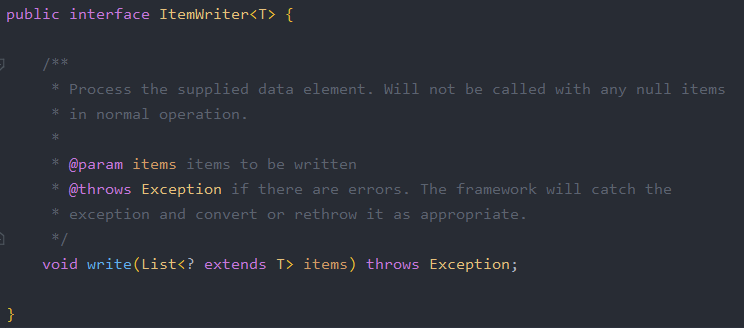 public interface ItemWriter<T> {
/**
* Process the supplied data element. Will not be called with any null items
* in normal operation.
*
* @param items items to be written
* @throws Exception if there are errors. The framework will catch the
* exception and convert or rethrow it as appropriate.
*/
void write(List<? extends T> items) throws Exception;
}